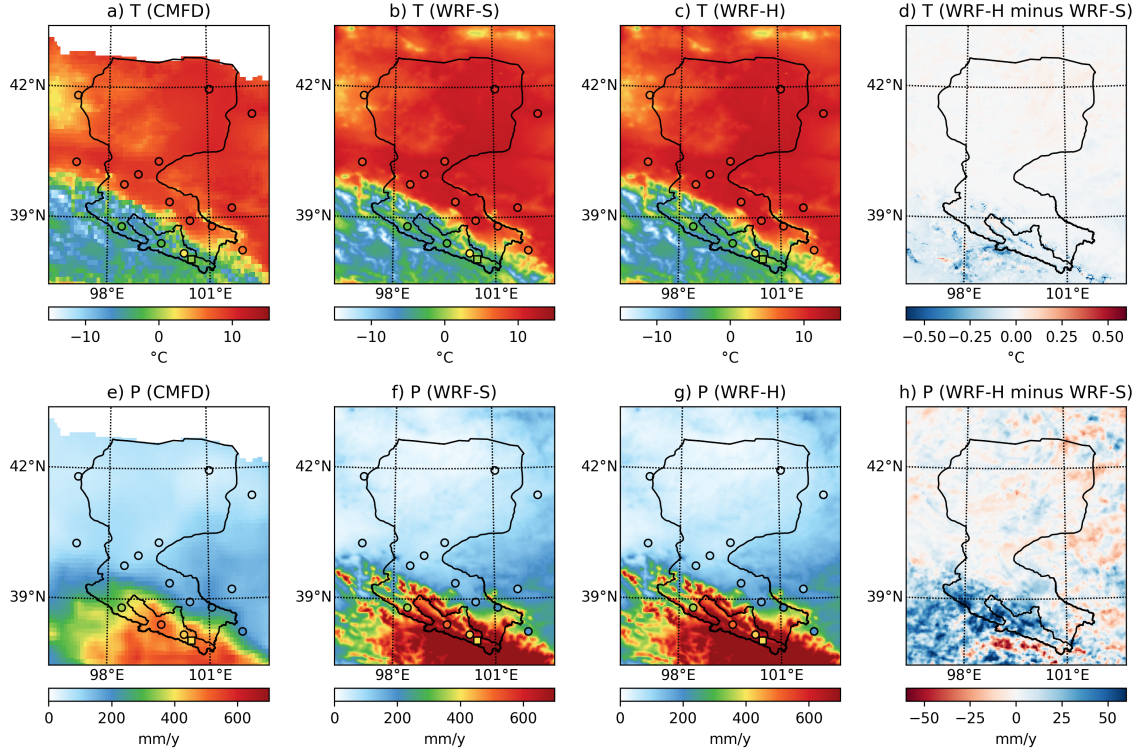 a) T (CMFD)
b) T (WRF-S)
c) T (WRF-H)
d) T (WRF-H minus WRF-S)
42°N 42°N 42°N 42°N
39°N 39°N 39°N 39°N
98°E 101°E 98°E 101°E 98°E 101°E 98°E 101°E
−10 0 10 −10 0 10 −10 0 10 −0.50 −0.25 0.00 0.25 0.50
°C °C °C °C
e) P (CMFD)
f) P (WRF-S)
g) P (WRF-H)
h) P (WRF-H minus WRF-S)
42°N 42°N 42°N 42°N
39°N 39°N 39°N 39°N
98°E 101°E 98°E 101°E 98°E 101°E 98°E 101°E
0 200 400 600 0 200 400 600 0 200 400 600 −50 −25 0 25 50
mm/y mm/y mm/y mm/y